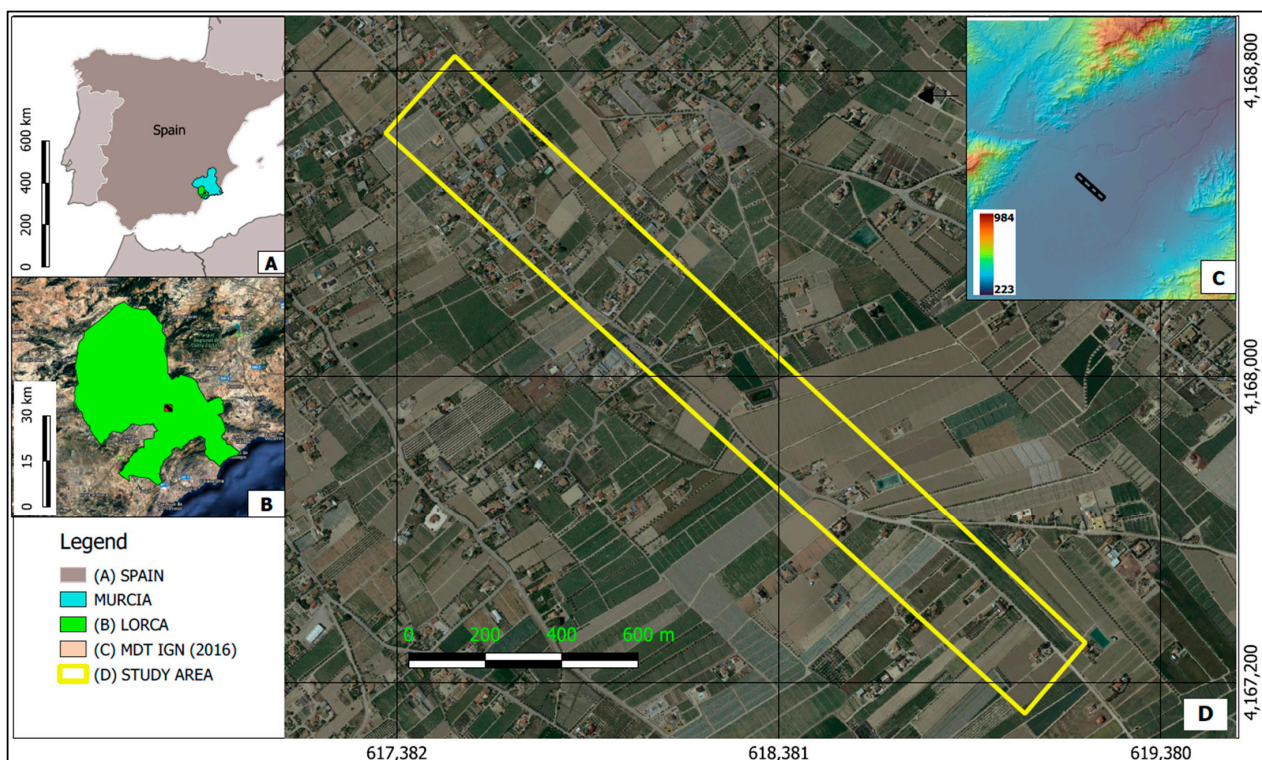 600 km
400
200
0
Spain
A
30 km
15
0
B
Legend
(A) SPAIN
MURCIA
(B) LORCA
(C) MDT IGN (2016)
(D) STUDY AREA
984
223
C
0 200 400 600 m
D
4,168,800
4,168,000
4,167,200
617,382 618,381 619,380